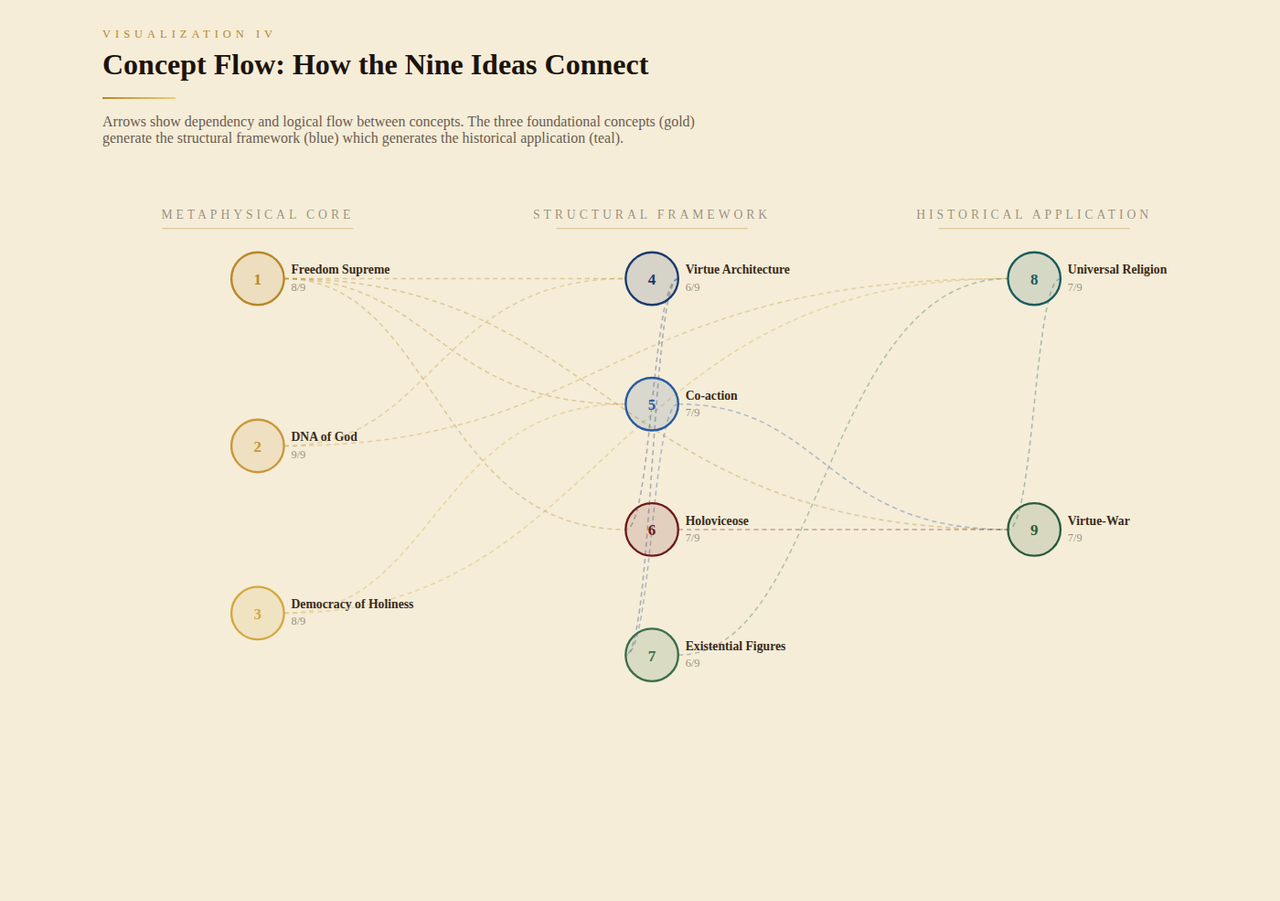 VISUALIZATION IV
Concept Flow: How the Nine Ideas Connect
Arrows show dependency and logical flow between concepts. The three foundational concepts (gold)
generate the structural framework (blue) which generates the historical application (teal).
METAPHYSICAL CORE
STRUCTURAL FRAMEWORK
HISTORICAL APPLICATION
1
Freedom Supreme
8/9
4
Virtue Architecture
6/9
8
Universal Religion
7/9
5
Co-action
7/9
2
DNA of God
9/9
6
Holoviceose
7/9
9
Virtue-War
7/9
3
Democracy of Holiness
8/9
7
Existential Figures
6/9